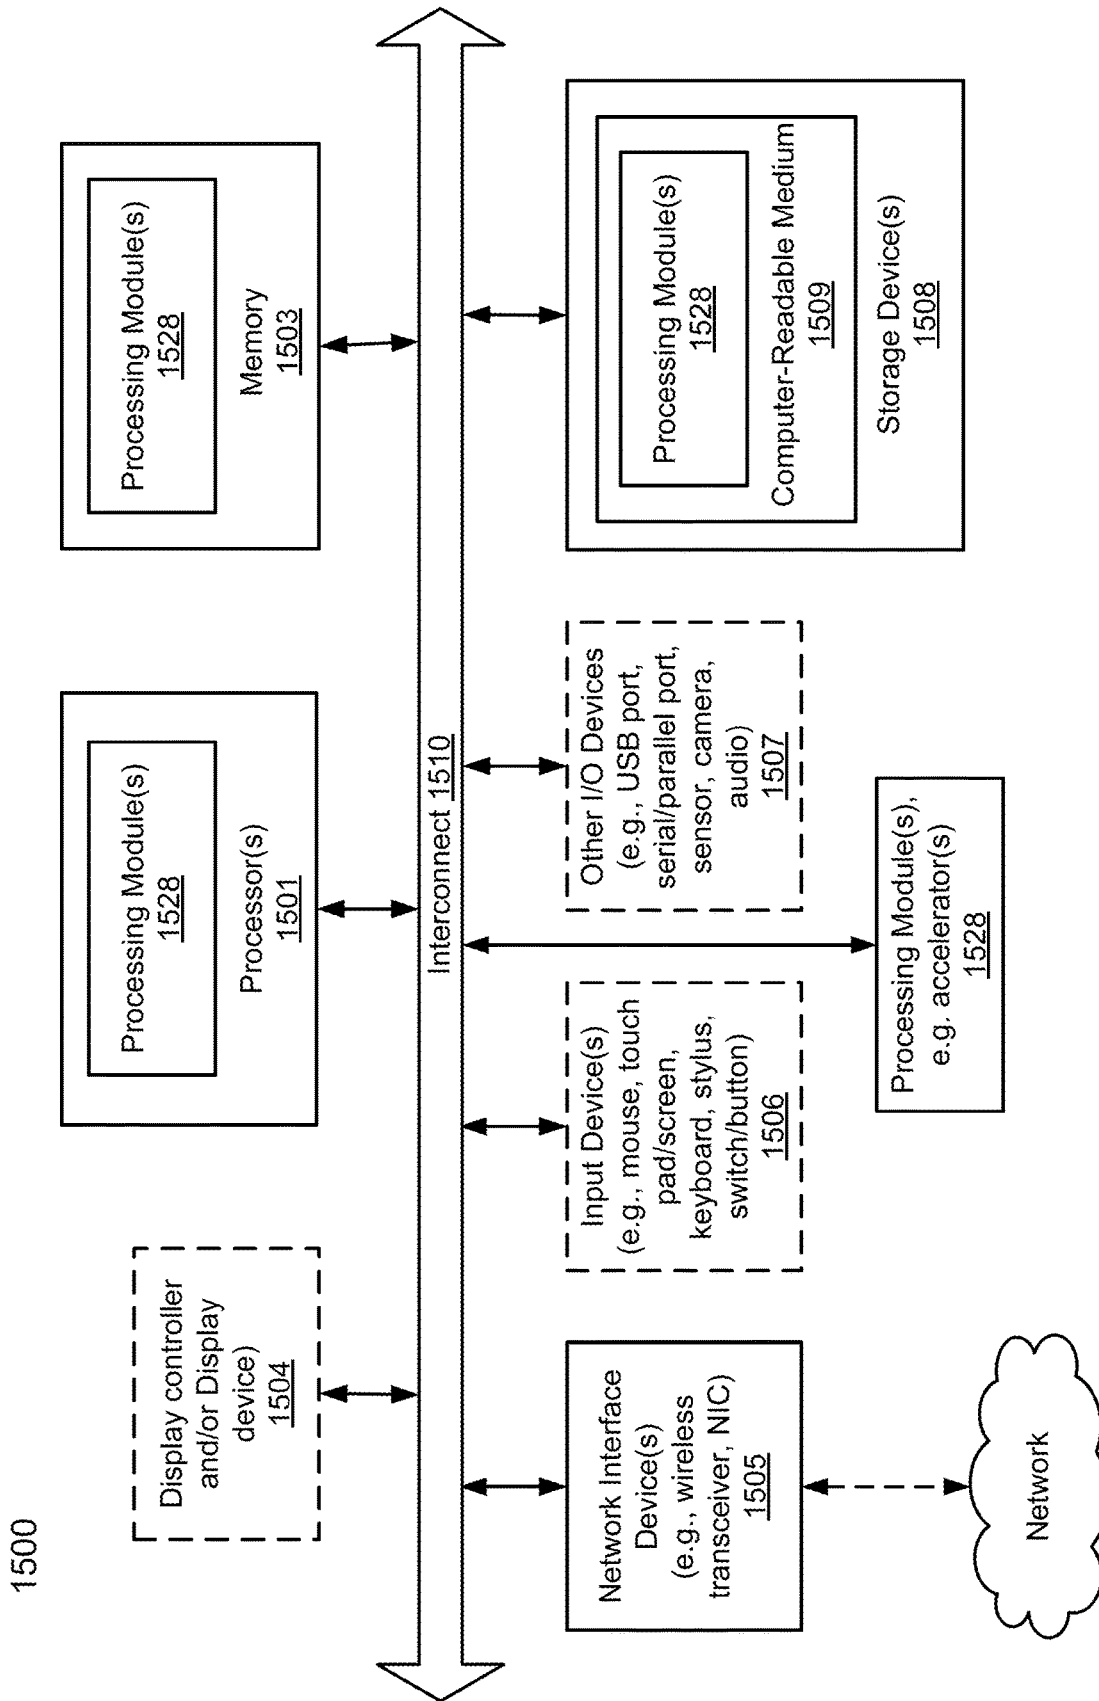 1500
Display controller
and/or Display
device)
1504
Processing Module(s)
1528
Processor(s)
1501
Processing Module(s)
1528
Memory
1503
Interconnect 1510
Network Interface
Device(s)
(e.g., wireless
transceiver, NIC)
1505
Input Device(s)
(e.g., mouse, touch
pad/screen,
keyboard, stylus,
switch/button)
1506
Other I/O Devices
(e.g., USB port,
serial/parallel port,
sensor, camera,
audio)
1507
Processing Module(s)
1528
Computer-Readable Medium
1509
Storage Device(s)
1508
Processing Module(s),
e.g. accelerator(s)
1528
Network